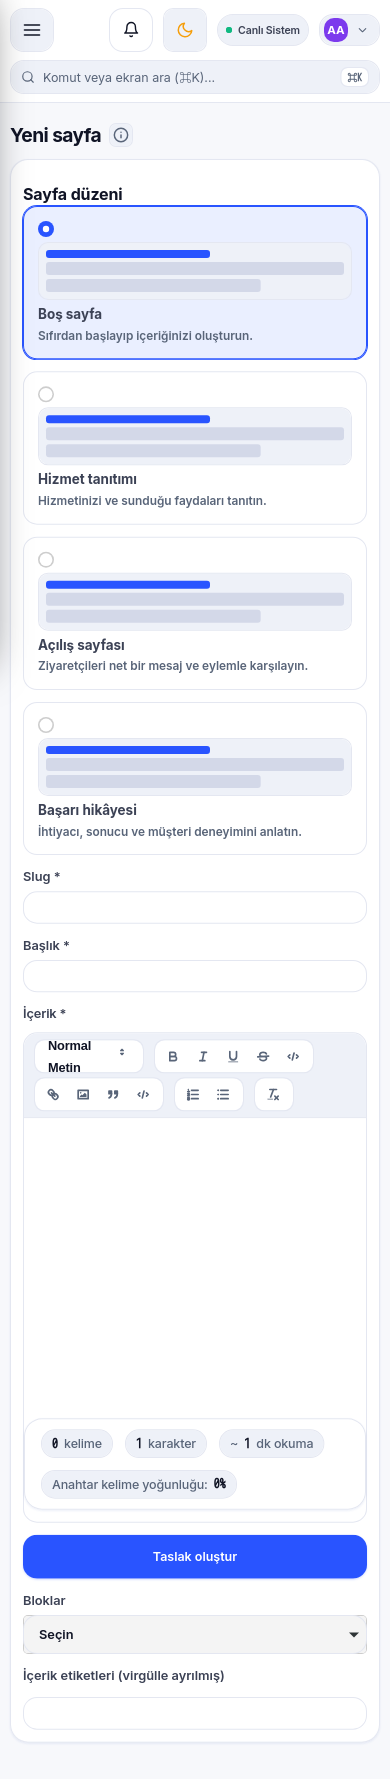 Canlı Sistem
AA
Komut veya ekran ara (⌘K)...
⌘K
Yeni sayfa
Sayfa düzeni
Boş sayfa
Sıfırdan başlayıp içeriğinizi oluşturun.
Hizmet tanıtımı
Hizmetinizi ve sunduğu faydaları tanıtın.
Açılış sayfası
Ziyaretçileri net bir mesaj ve eylemle karşılayın.
Başarı hikâyesi
İhtiyacı, sonucu ve müşteri deneyimini anlatın.
Slug *
Başlık *
İçerik *
Normal
Metin
0 kelime
1 karakter
~ 1 dk okuma
Anahtar kelime yoğunluğu: 0%
Taslak oluştur
Bloklar
Seçin
İçerik etiketleri (virgülle ayrılmış)